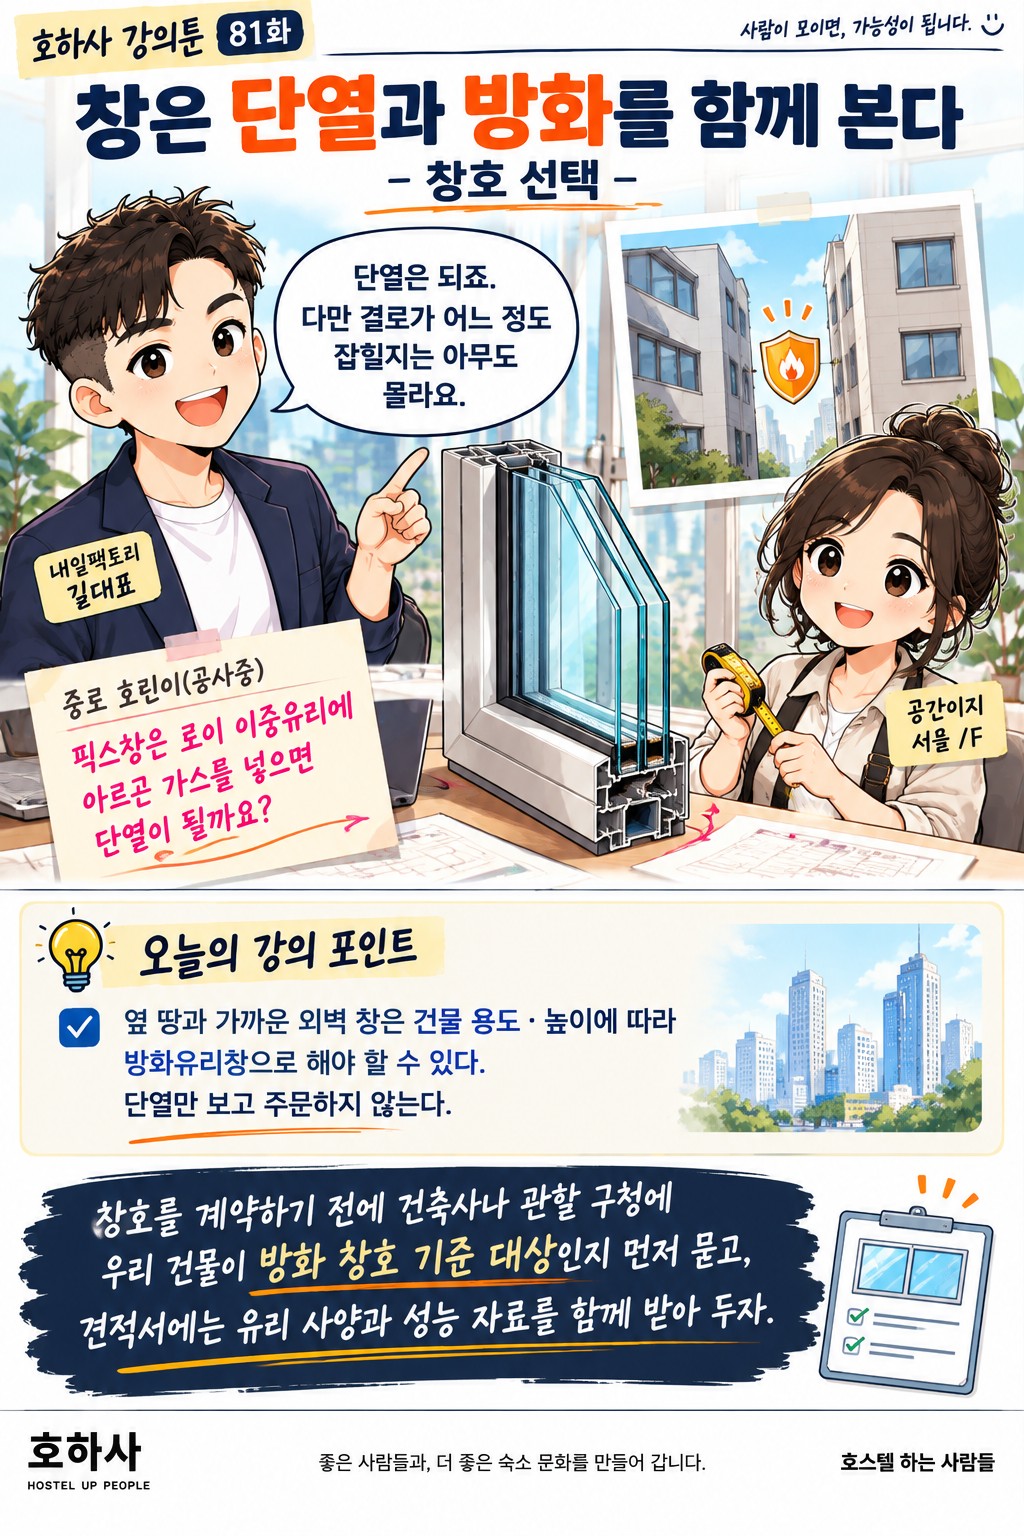 호하사 강의툰 81화
사람이 모이면, 가능성이 됩니다.
창은 단열과 방화를 함께 본다
- 창호 선택 -
단열은 되죠.
다만 결로가 어느 정도
잡힐지는 아무도
몰라요.
내일팩토리
길대표
중로 호린이(공사중)
픽스창은 로이 이중유리에
아르곤 가스를 넣으면
단열이 될까요?
공간이지
서믈 /F
오늘의 강의 포인트
옆 땅과 가까운 외벽 창은 건물 용도 · 높이에 따라
방화유리창으로 해야 할 수 있다.
단열만 보고 주문하지 않는다.
창호를 계약하기 전에 건축사나 관할 구청에
우리 건물이 방화 창호 기준 대상인지 먼저 묻고,
견적서에는 유리 사양과 성능 자료를 함께 받아 두자.
호하사
HOSTEL UP PEOPLE
좋은 사람들과, 더 좋은 숙소 문화를 만들어 갑니다.
호스텔 하는 사람들